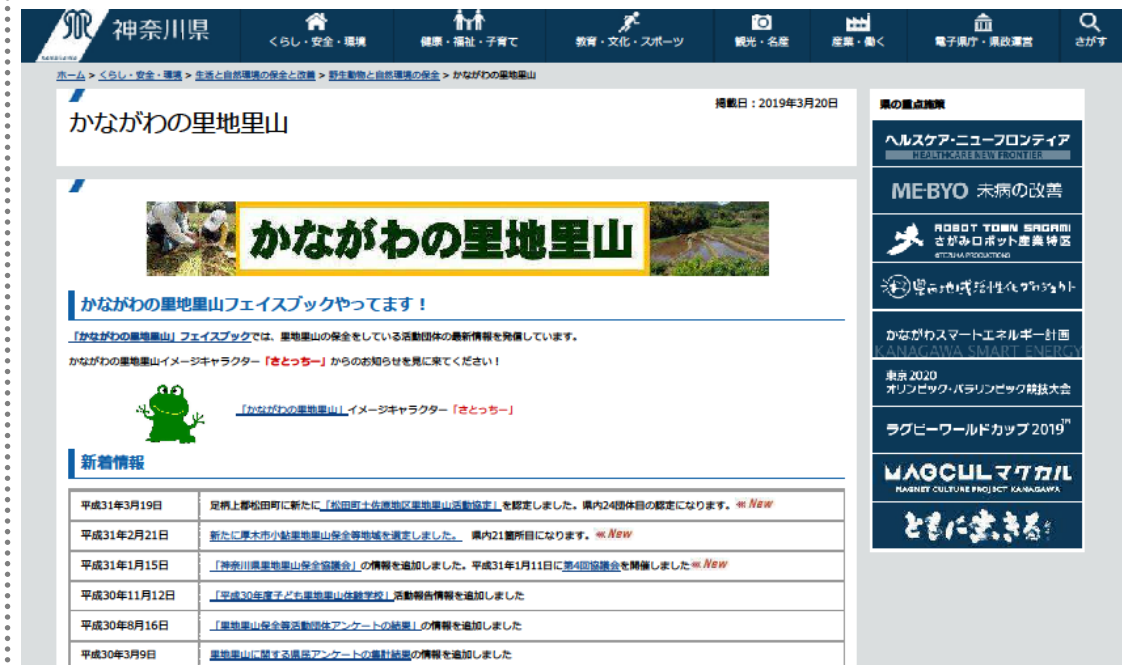 神奈川県
くらし・安全・環境
健康・福祉・子育て
教育・文化・スポーツ
観光・名産
産業・働く
電子県庁・県政運営
さがす
ホーム > くらし・安全・環境 > 生活と自然環境の保全と改善 > 野生動物と自然環境の保全 > かながわの里地里山
掲載日：2019年3月20日
かながわの里地里山
かながわの里地里山
かながわの里地里山フェイスブックやってます！
「かながわの里地里山」フェイスブックでは、里地里山の保全をしている活動団体の最新情報を発信しています。
かながわの里地里山イメージキャラクター「さとっちー」からのお知らせを見に来てください！
「かながわの里地里山」イメージキャラクター「さとっちー」
新着情報
平成31年3月19日 足柄上郡松田町に新たに「松田町土佐原地区里地里山活動協定」を認定しました。県内24団体目の認定になります。 New
平成31年2月21日 新たに厚木市小鮎里地里山保全等地域を選定しました。 県内21箇所目になります。 New
平成31年1月15日 「神奈川県里地里山保全協議会」の情報を追加しました。平成31年1月11日に第4回協議会を開催しました New
平成30年11月12日 「平成30年度子ども里地里山体験学校」活動報告情報を追加しました
平成30年8月16日 「里地里山保全等活動団体アンケートの結果」の情報を追加しました
平成30年3月9日 里地里山に関する県民アンケートの集計結果の情報を追加しました
県の重点施策
ヘルスケア・ニューフロンティア
HEALTHCARE NEW FRONTIER
ME-BYO 未病の改善
ROBOT TOWN SAGAMI
さがみロボット産業特区
県西地域活性化プロジェクト
かながわスマートエネルギー計画
KANAGAWA SMART ENERGY
東京2020
オリンピック・パラリンピック競技大会
ラグビーワールドカップ2019™
MAGCUL マグカル
MAGNET CULTURE PROJECT KANAGAWA
ともに生きる